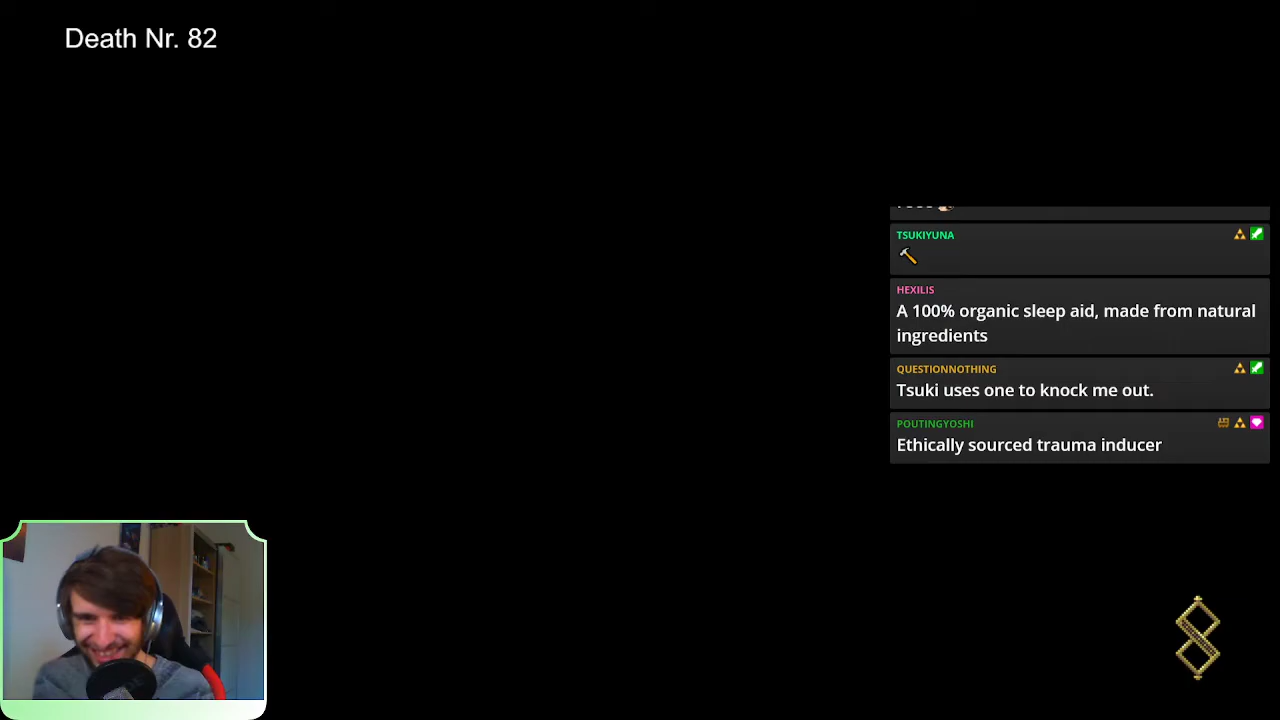 Death Nr. 82
TSUKIYUNA
HEXILIS
A 100% organic sleep aid, made from natural
ingredients
QUESTIONNOTHING
Tsuki uses one to knock me out.
POUTINGYOSHI
Ethically sourced trauma inducer